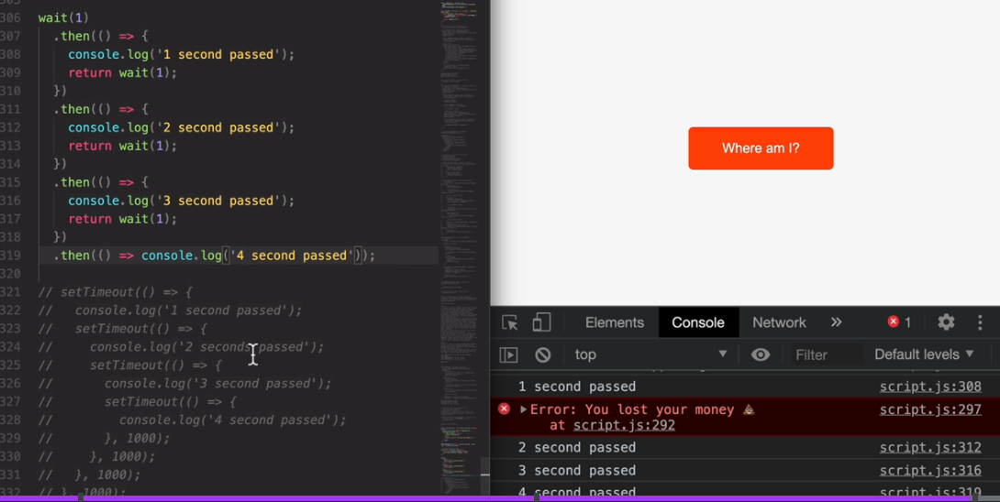 305
306 wait(1)
307 .then(() => {
308 console.log('1 second passed');
309 return wait(1);
310 })
311 .then(() => {
312 console.log('2 second passed');
313 return wait(1);
314 })
315 .then(() => {
316 console.log('3 second passed');
317 return wait(1);
318 })
319 .then(() => console.log('4 second passed'));
320
321 // setTimeout(() => {
322 // console.log('1 second passed');
323 // setTimeout(() => {
324 // console.log('2 seconds passed');
325 // setTimeout(() => {
326 // console.log('3 second passed');
327 // setTimeout(() => {
328 // console.log('4 second passed');
329 // }, 1000);
330 // }, 1000);
331 // }, 1000);
332 // }, 1000);
Where am I?
Elements Console Network » 1
top Filter Default levels ▼
1 second passed script.js:308
Error: You lost your money 💩 script.js:297
at script.js:292
2 second passed script.js:312
3 second passed script.js:316
4 second passed script.js:319